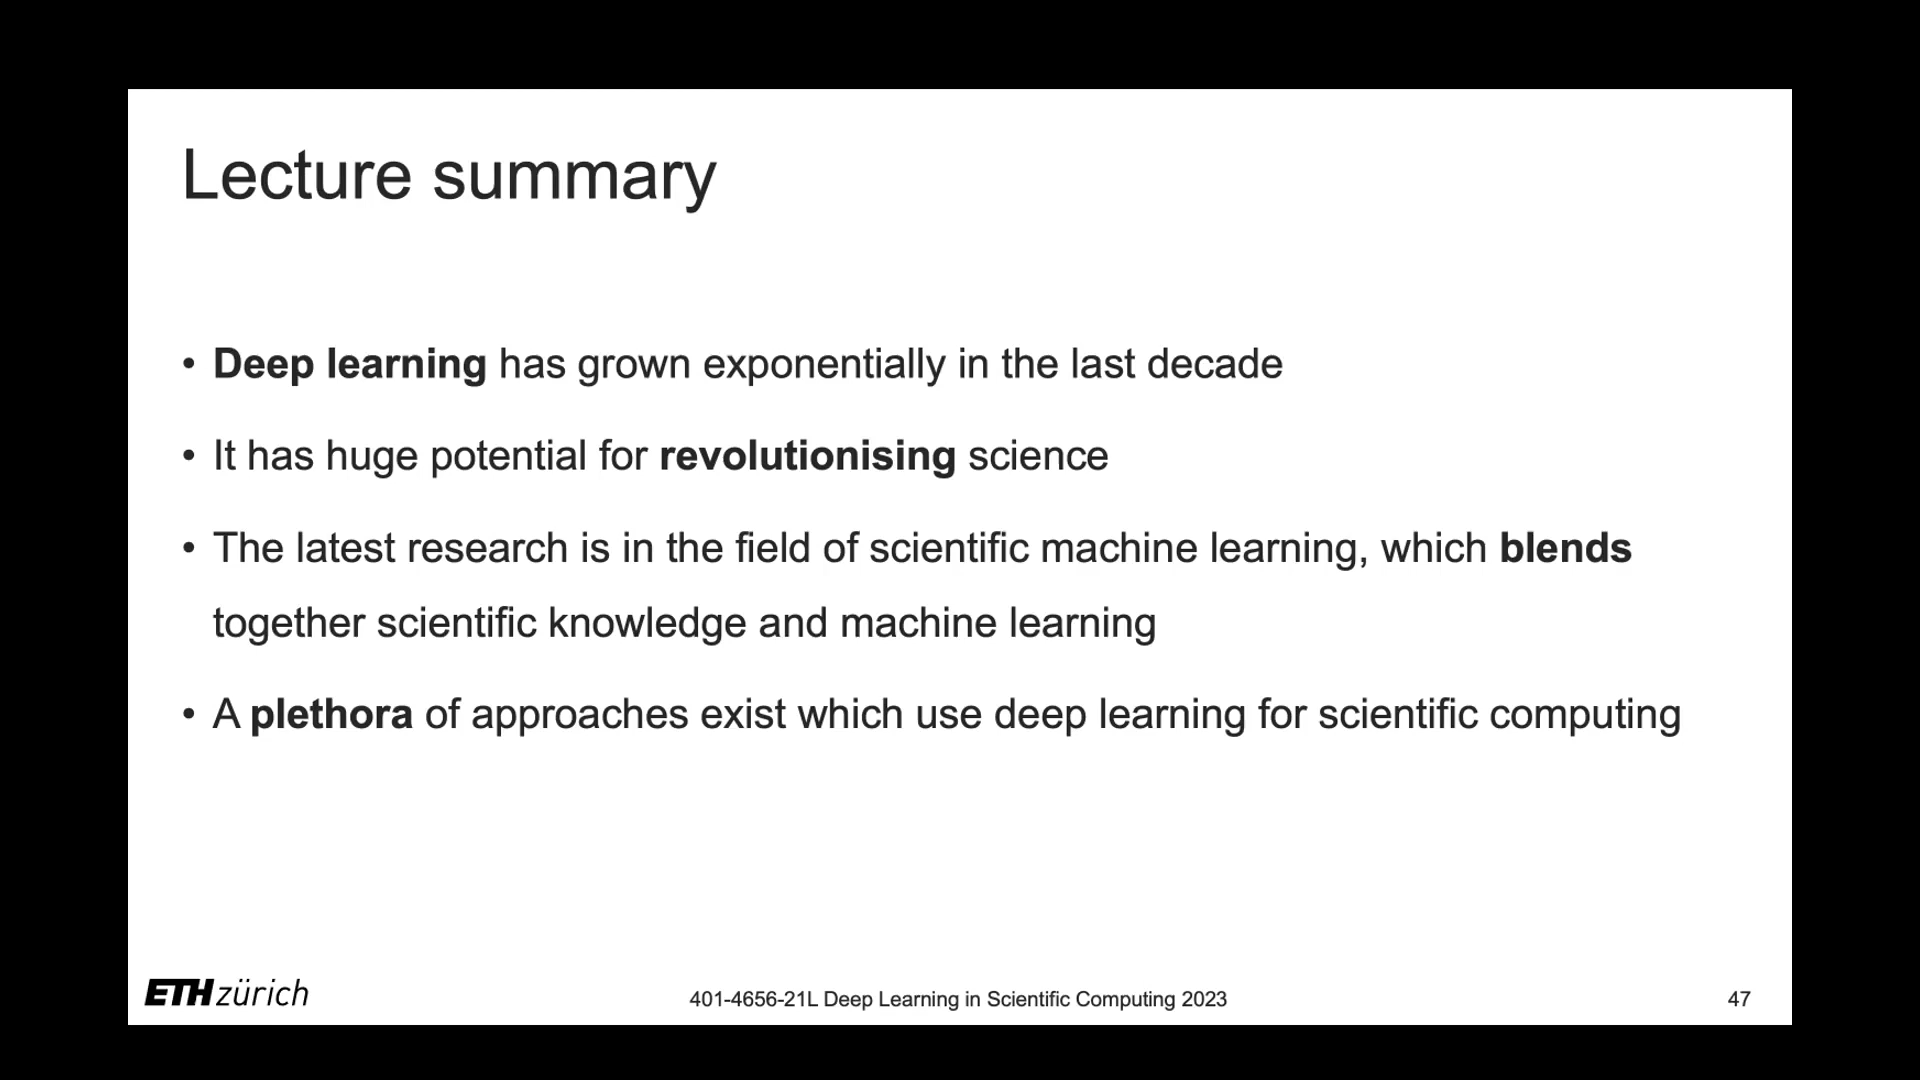 Lecture summary
• Deep learning has grown exponentially in the last decade
• It has huge potential for revolutionising science
• The latest research is in the field of scientific machine learning, which blends
together scientific knowledge and machine learning
• A plethora of approaches exist which use deep learning for scientific computing
ETH zürich
401-4656-21L Deep Learning in Scientific Computing 2023
47